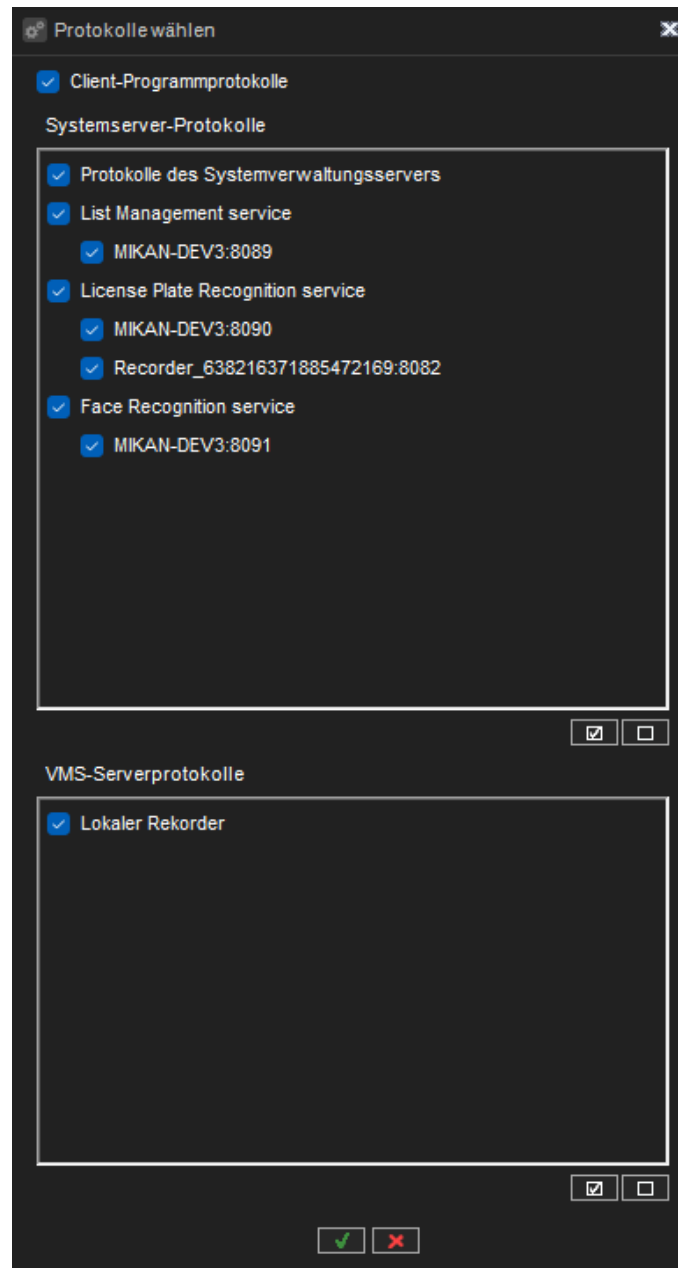 Protokolle wählen
Client-Programmprotokolle
Systemserver-Protokolle
Protokolle des Systemverwaltungsservers
List Management service
MIKAN-DEV3:8089
License Plate Recognition service
MIKAN-DEV3:8090
Recorder_638216371885472169:8082
Face Recognition service
MIKAN-DEV3:8091
VMS-Serverprotokolle
Lokaler Rekorder